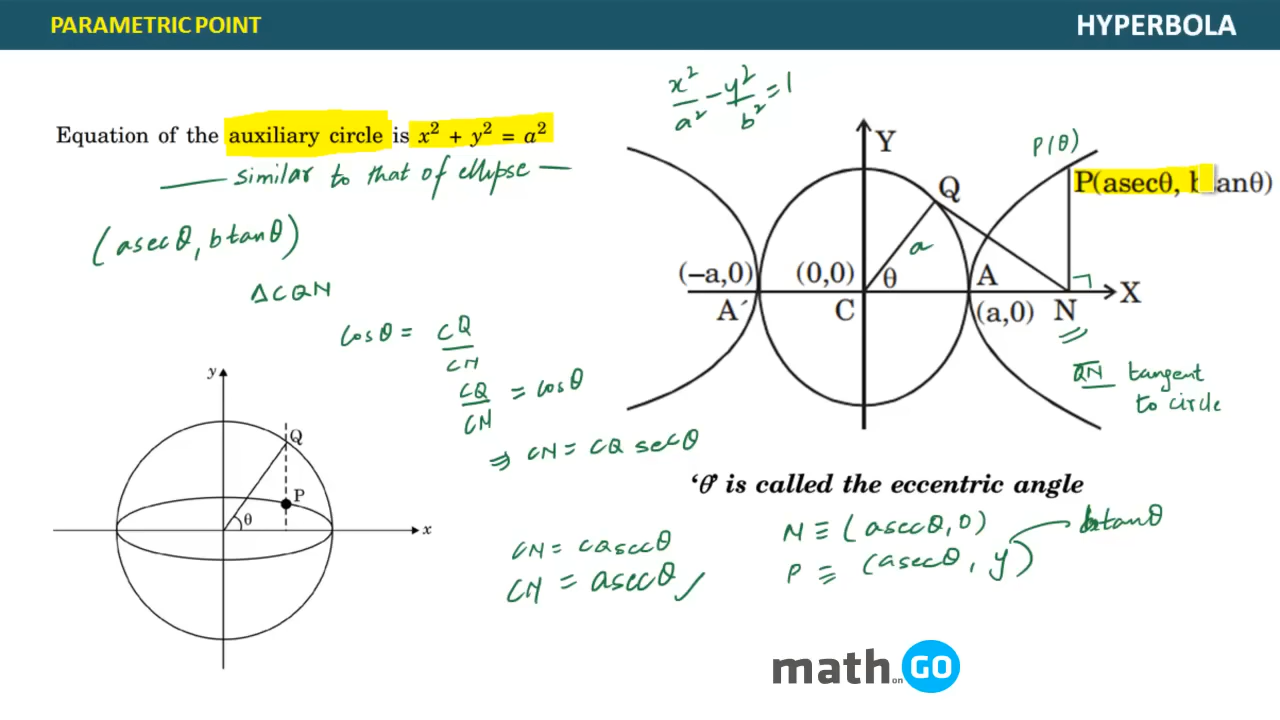 PARAMETRIC POINT
HYPERBOLA
Equation of the auxiliary circle is x² + y² = a²
similar to that of ellipse
(asecθ, btanθ)
ΔCQN
cosθ = CQ/CN
CQ/CN = cosθ
⇒ CN = CQ secθ
CN = CQ secθ
CN = a secθ
y
Q
P
θ
x
x²/a² - y²/b² = 1
Y
P(θ)
Q
P(asecθ, b anθ)
a
(-a,0)
(0,0)
θ
A
X
A´
C
(a,0)
N
QN tangent
to circle
‘θ’ is called the eccentric angle
N ≡ (asecθ, 0)
btanθ
P ≡ (asecθ, y)
math on GO